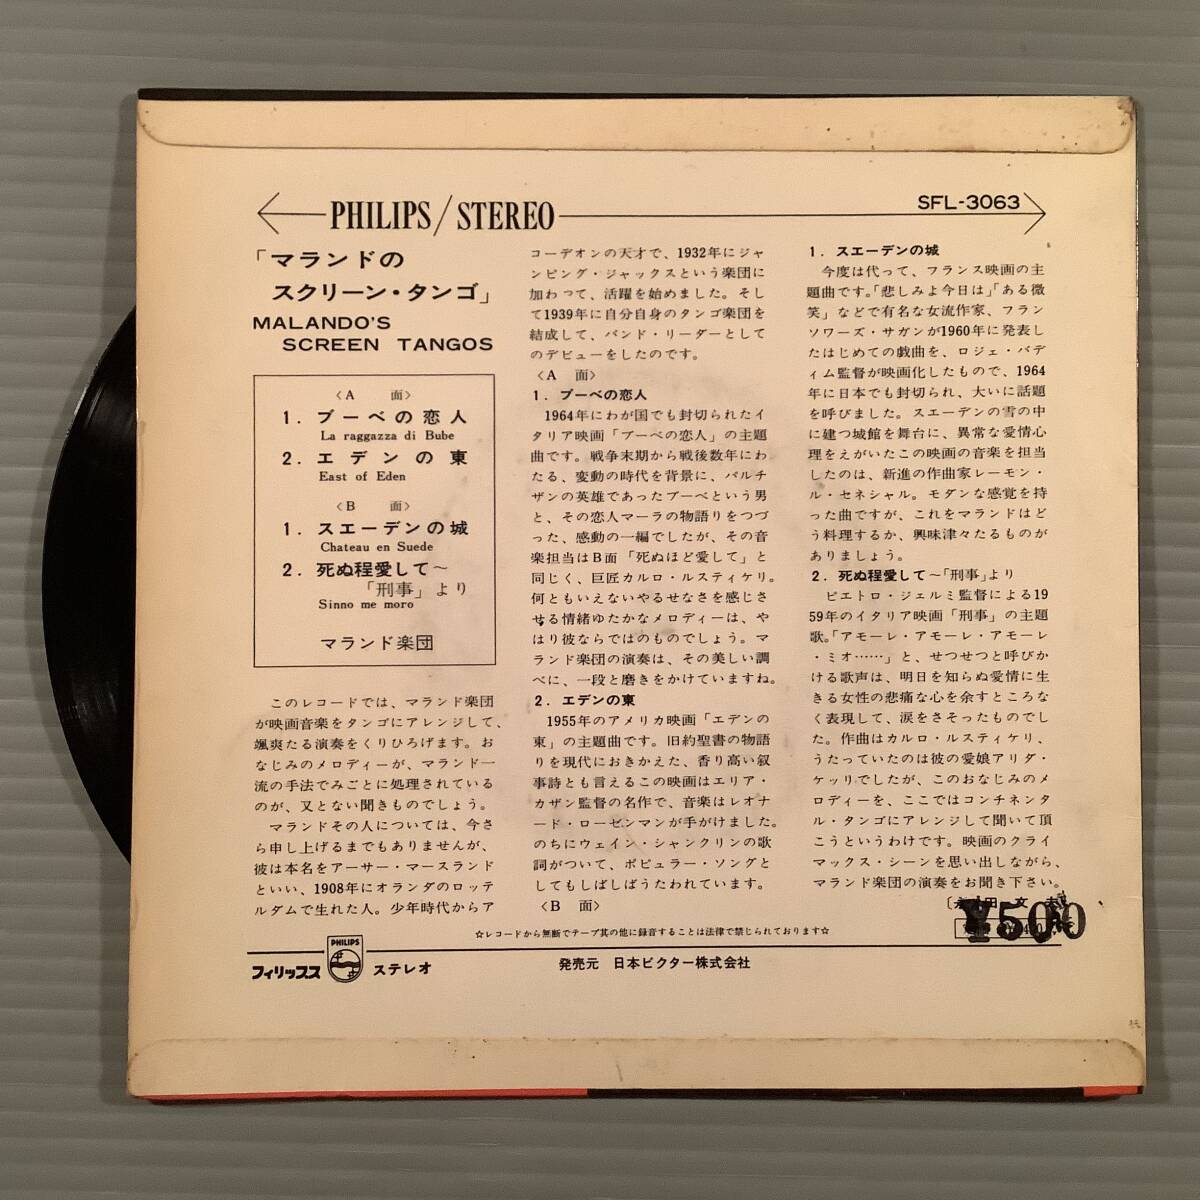 PHILIPS/STEREO
SFL-3063
「マランドの
スクリーン・タンゴ」
MALANDO'S
SCREEN TANGOS
〈A 面〉
1. ブーベの恋人
La raggazza di Bube
2. エデンの東
East of Eden
〈B 面〉
1. スエーデンの城
Chateau en Suede
2. 死ぬ程愛して〜
「刑事」より
Sinno me moro
マランド楽団
このレコードでは、マランド楽団
が映画音楽をタンゴにアレンジして、
颯爽たる演奏をくりひろげます。お
なじみのメロディーが、マランド一
流の手法でみごとに処理されている
のが、又とない聞きものでしょう。
マランドその人については、今さ
ら申し上げるまでもありませんが、
彼は本名をアーサー・マースランド
といい、1908年にオランダのロッテ
ルダムで生れた人。少年時代からア
コーデオンの天才で、1932年にジャ
ンピング・ジャックスという楽団に
加わって、活躍を始めました。そし
て1939年に自分自身のタンゴ楽団を
結成して、バンド・リーダーとして
のデビューをしたのです。
〈A 面〉
1. ブーベの恋人
1964年にわが国でも封切られたイ
タリア映画「ブーベの恋人」の主題
曲です。戦争末期から戦後数年にわ
たる、変動の時代を背景に、パルチ
ザンの英雄であったブーベという男
と、その恋人マーラの物語りをつづ
った、感動の一編でしたが、その音
楽担当はB面「死ぬほど愛して」と
同じく、巨匠カルロ・ルスティケリ。
何ともいえないやるせなさを感じさ
せる情緒ゆたかなメロディーは、や
はり彼ならではのものでしょう。マ
ランド楽団の演奏は、その美しい調
べに、一段と磨きをかけていますね。
2. エデンの東
1955年のアメリカ映画「エデンの
東」の主題曲です。旧約聖書の物語
りを現代におきかえた、香り高い叙
事詩とも言えるこの映画はエリア・
カザン監督の名作で、音楽はレオナ
ード・ローゼンマンが手がけました。
のちにウェイン・シャンクリンの歌
詞がついて、ポピュラー・ソングと
してもしばしばうたわれています。
〈B 面〉
1. スエーデンの城
今度は代って、フランス映画の主
題曲です。「悲しみよ今日は」「ある微
笑」などで有名な女流作家、フラン
ソワーズ・サガンが1960年に発表し
たはじめての戯曲を、ロジェ・バデ
ィム監督が映画化したもので、1964
年に日本でも封切られ、大いに話題
を呼びました。スエーデンの雪の中
に建つ城館を舞台に、異常な愛情心
理をえがいたこの映画の音楽を担当
したのは、新進の作曲家レーモン・
ル・セネシャル。モダンな感覚を持
った曲ですが、これをマランドはど
う料理するか、興味津々たるものが
ありましょう。
2. 死ぬ程愛して〜「刑事」より
ピエトロ・ジェルミ監督による19
59年のイタリア映画「刑事」の主題
歌。「アモーレ・アモーレ・アモーレ
・ミオ……」と、せつせつと呼びか
ける歌声は、明日を知らぬ愛情に生
きる女性の悲痛な心を余すところな
く表現して、涙をさそったものでし
た。作曲はカルロ・ルスティケリ、
うたっていたのは彼の愛娘アリダ・
ケッリでしたが、このおなじみのメ
ロディーを、ここではコンチネンタ
ル・タンゴにアレンジして聞いて頂
こうというわけです。映画のクライ
マックス・シーンを思い出しながら、
マランド楽団の演奏をお聞き下さい。
¥500
☆レコードから無断でテープ其の他に録音することは法律で禁じられております☆
フィリップス PHILIPS ステレオ
発売元 日本ビクター株式会社